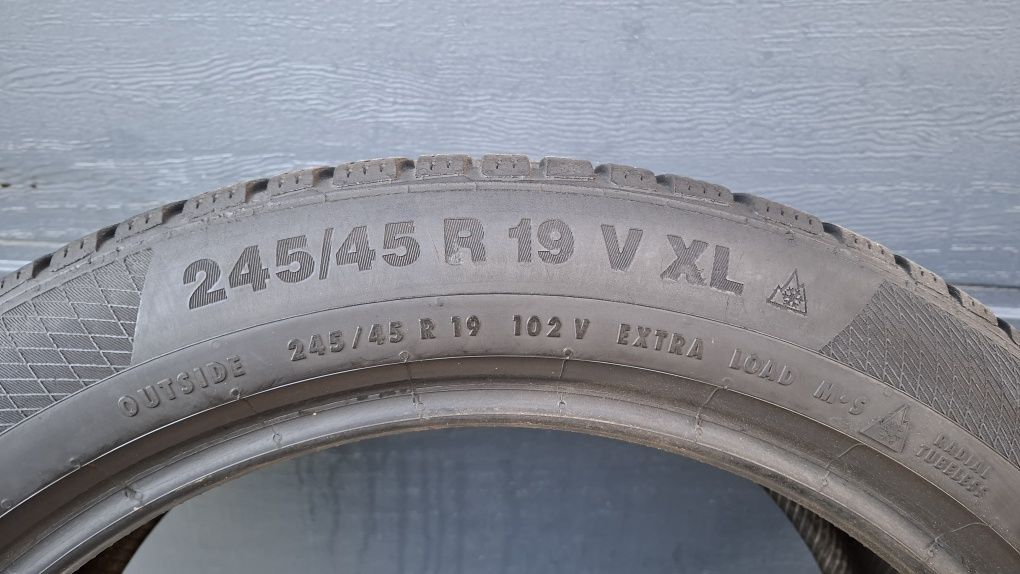 245/45 R 19 V XL
OUTSIDE 245/45 R 19 102 V EXTRA LOAD M+S
RADIAL
TUBELESS